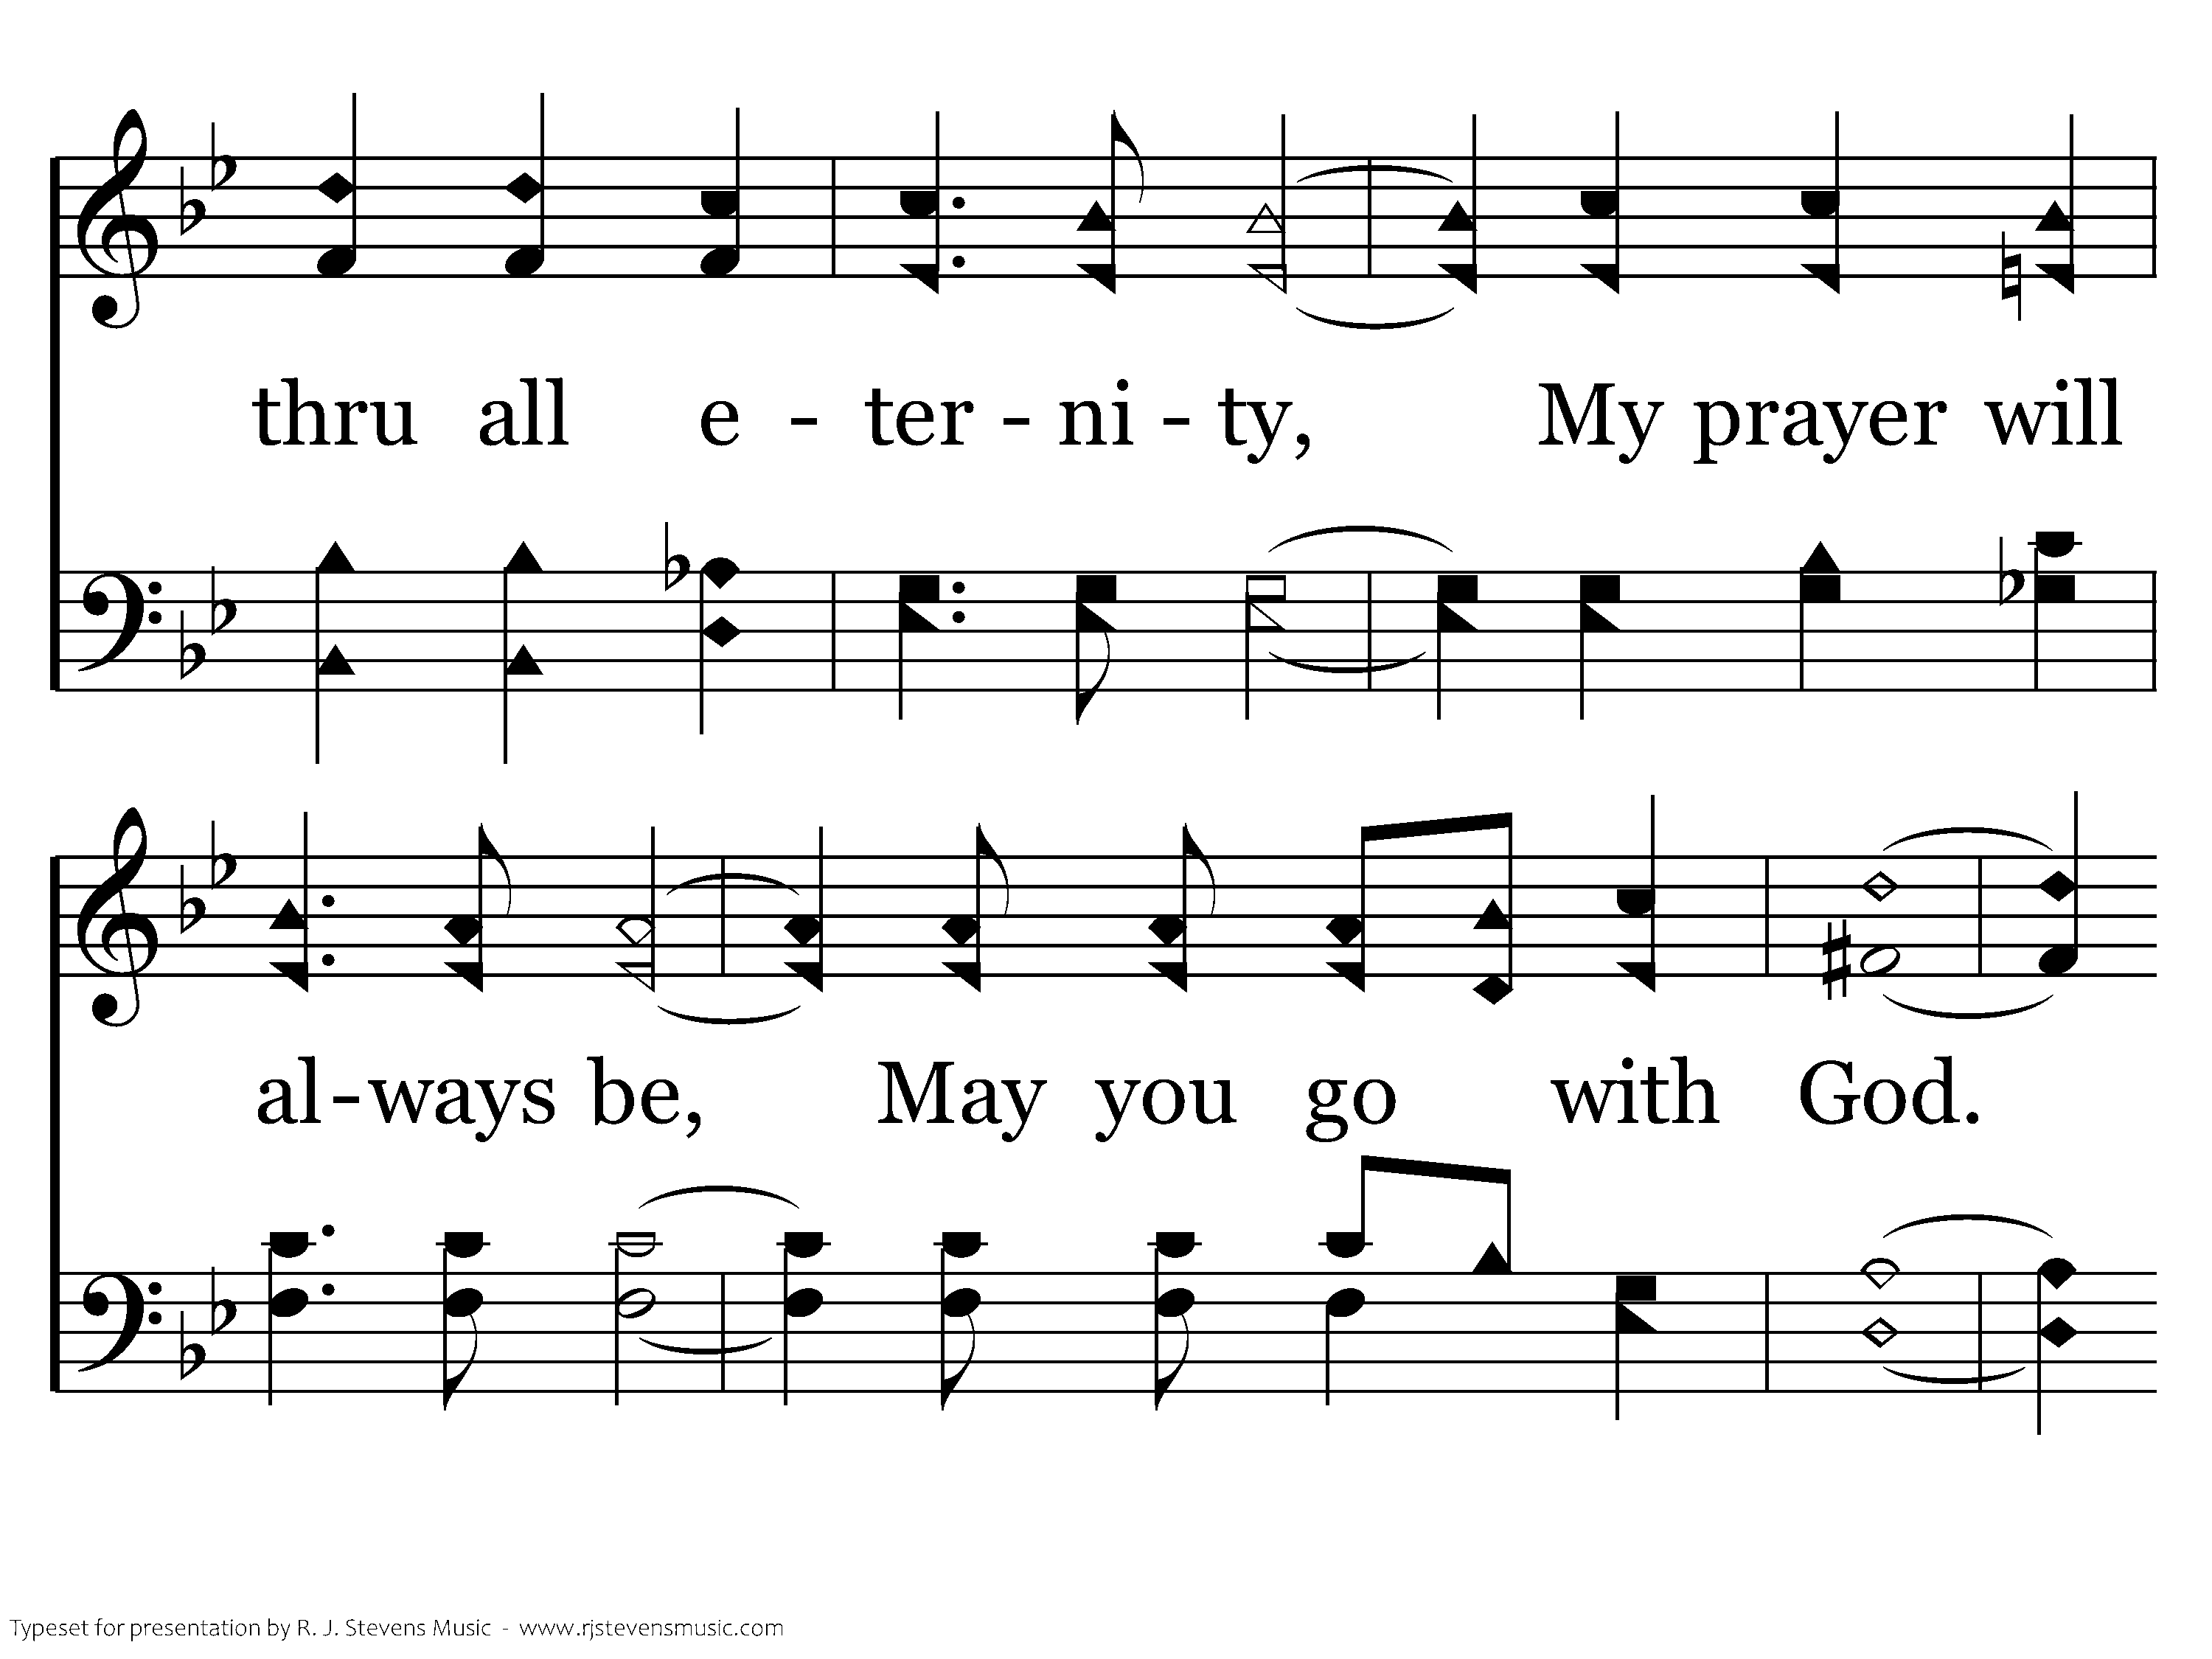 thru all e - ter - ni - ty, My prayer will
al - ways be, May you go with God.
Typeset for presentation by R. J. Stevens Music - www.rjstevensmusic.com